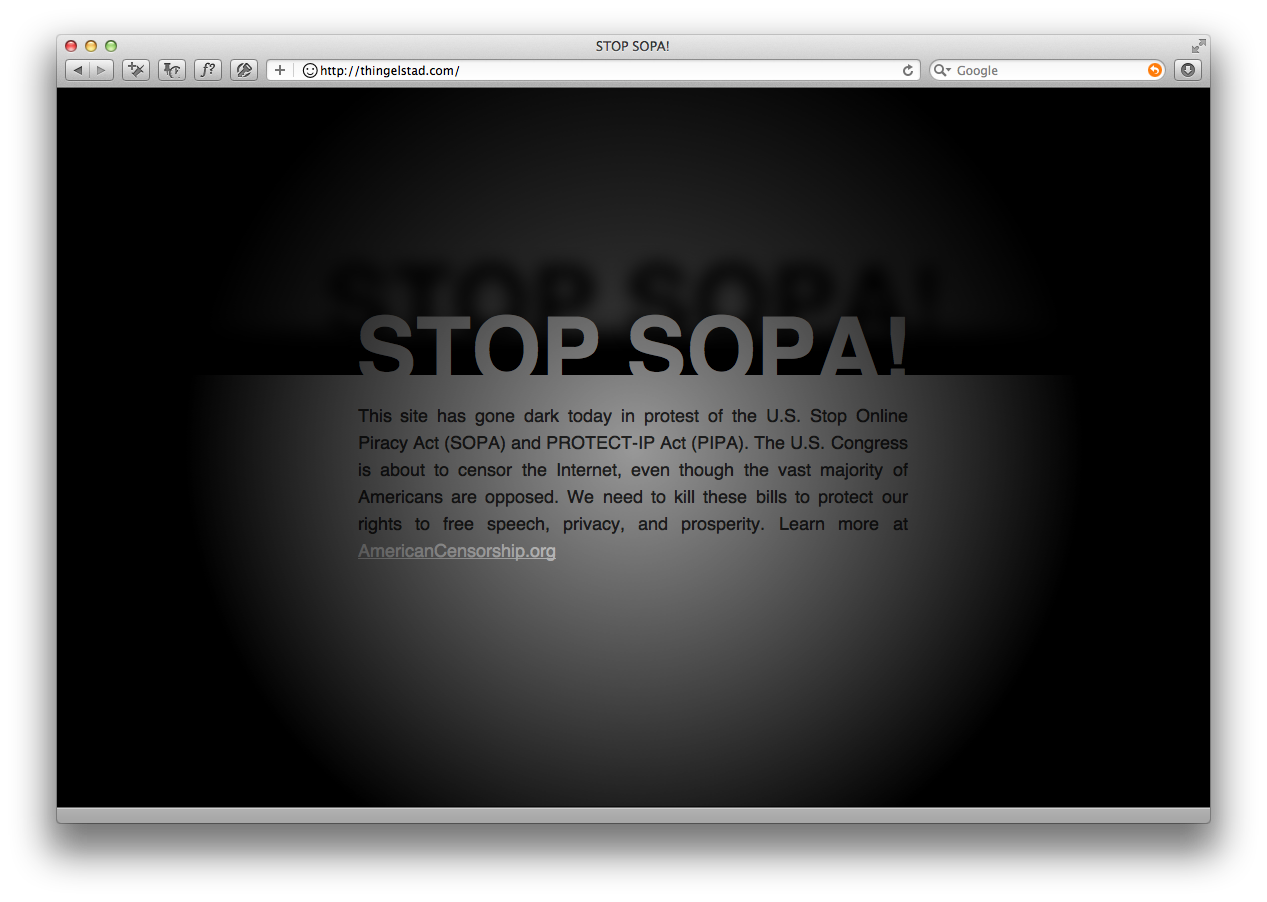 STOP SOPA!
f?
http://thingelstad.com/
Google
STOP SOPA!
STOP SOPA!
This site has gone dark today in protest of the U.S. Stop Online
Piracy Act (SOPA) and PROTECT-IP Act (PIPA). The U.S. Congress
is about to censor the Internet, even though the vast majority of
Americans are opposed. We need to kill these bills to protect our
rights to free speech, privacy, and prosperity. Learn more at
AmericanCensorship.org